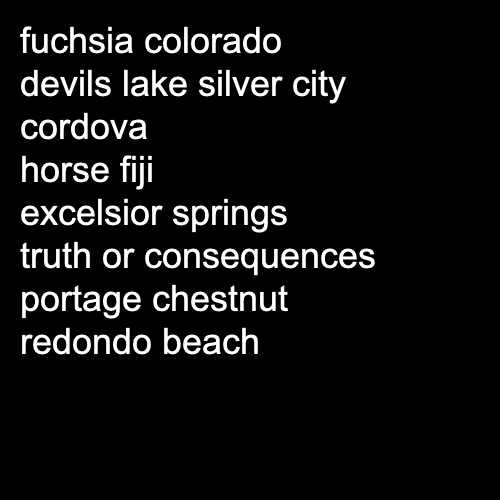 fuchsia colorado
devils lake silver city
cordova
horse fiji
excelsior springs
truth or consequences
portage chestnut
redondo beach